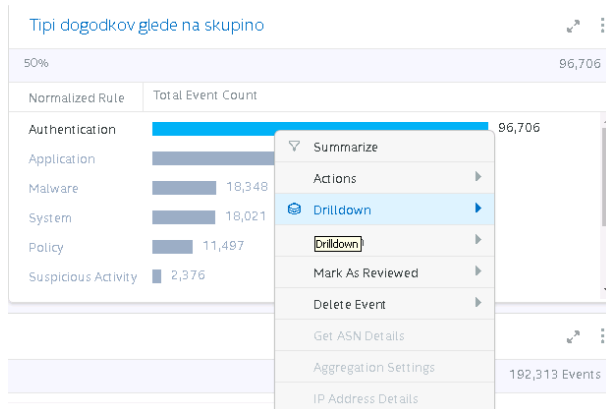 Tipi dogodkov glede na skupino
50% 96,706
Normalized Rule Total Event Count
Authentication 96,706
Application
Malware 18,348
System 18,021
Policy 11,497
Suspicious Activity 2,376
Summarize
Actions
Drilldown
Drilldown
Mark As Reviewed
Delete Event
Get ASN Details
Aggregation Settings
IP Address Details
192,313 Events